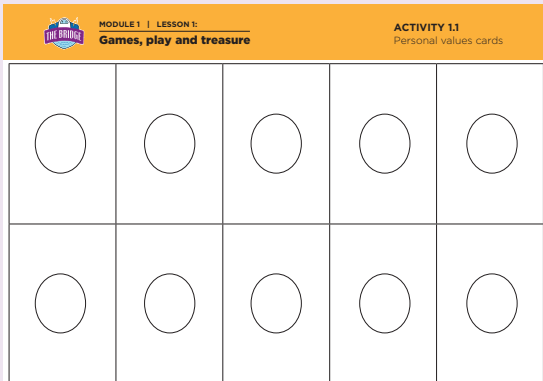 THE BRIDGE
MODULE 1 | LESSON 1:
Games, play and treasure
ACTIVITY 1.1
Personal values cards